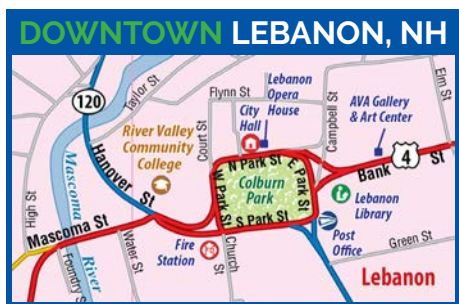 DOWNTOWN LEBANON, NH
Elm St
Taylor St
120
Flynn St
Lebanon
Opera
House
City
Hall
Campbell St
AVA Gallery
& Art Center
River Valley
Community
College
Court St
Hanover St
Mascoma
River
N Park St
E Park St
W Park St
S Park St
Colburn
Park
4
Bank St
High St
Mascoma St
Lebanon
Library
Post
Office
Green St
Fire
Station
Church St
Water St
Foundry St
Lebanon